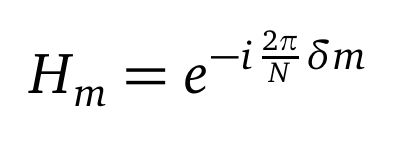 $H_m = e^{-i \frac{2\pi}{N} \delta m}$